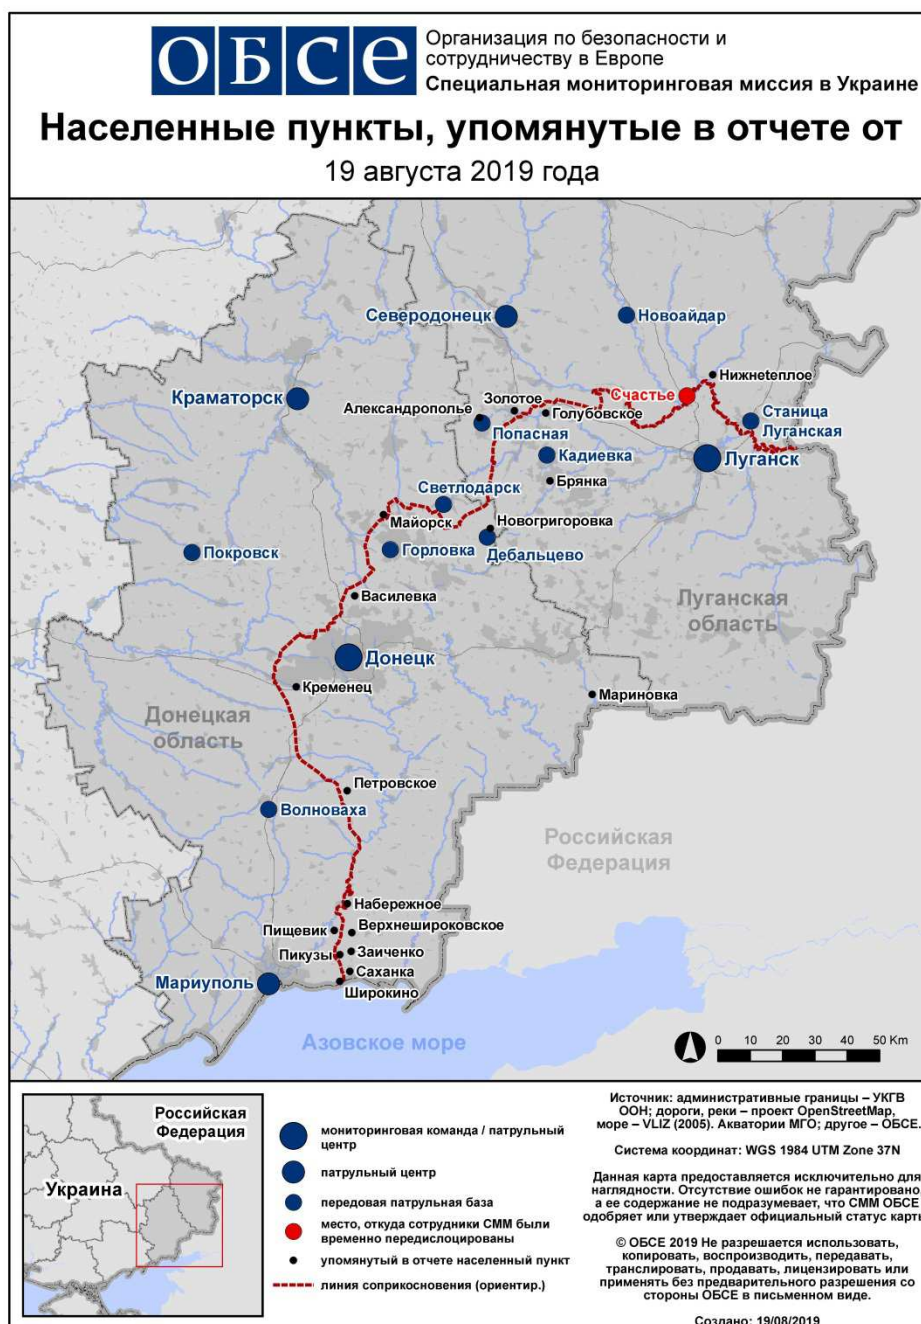 ОБСЕ
Организация по безопасности и
сотрудничеству в Европе
Специальная мониторинговая миссия в Украине
Населенные пункты, упомянутые в отчете от
19 августа 2019 года
Северодонецк
Новоайдар
Нижнетеплое
Краматорск
Счастье
Золотое
Александрополье
Голубовское
Станица
Луганская
Попасная
Кадиевка
Луганск
Брянка
Светлодарск
Майорск
Новогригоровка
Покровск
Горловка
Дебальцево
Василевка
Луганская
область
Донецк
Кременец
Мариновка
Донецкая
область
Петровское
Волноваха
Российская
Федерация
Набережное
Пищевик
Верхнешироковское
Пикузы
Заиченко
Саханка
Мариуполь
Широкино
Азовское море
0 10 20 30 40 50 Km
Российская
Федерация
Украина
мониторинговая команда / патрульный
центр
патрульный центр
передовая патрульная база
место, откуда сотрудники СММ были
временно передислоцированы
упомянутый в отчете населенный пункт
линия соприкосновения (ориентир.)
Источник: административные границы – УКГВ
ООН; дороги, реки – проект OpenStreetMap,
море – VLIZ (2005). Акватории МГО; другое – ОБСЕ.
Система координат: WGS 1984 UTM Zone 37N
Данная карта предоставляется исключительно для
наглядности. Отсутствие ошибок не гарантировано
а ее содержание не подразумевает, что СММ ОБСЕ
одобряет или утверждает официальный статус карты
© ОБСЕ 2019 Не разрешается использовать,
копировать, воспроизводить, передавать,
транслировать, продавать, лицензировать или
применять без предварительного разрешения со
стороны ОБСЕ в письменном виде.
Создано: 19/08/2019